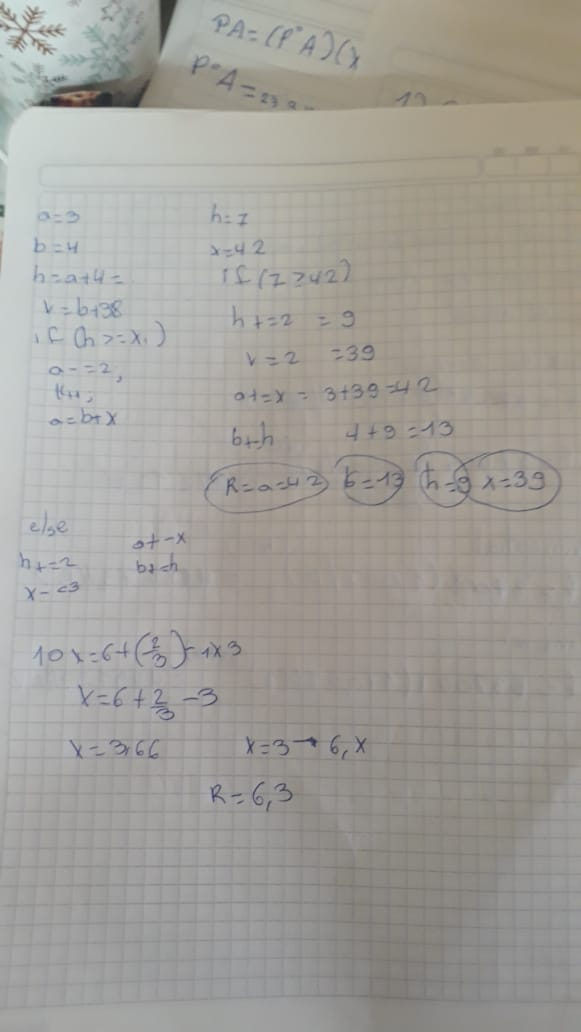 PA=(P°A)(x
P°A=
a=3
b=4
h=a+4=
x=b+38
if (h>=x.)
a-=2,
a=b+x
h=7
x=42
if (7≥42)
h+=2 =9
x=2 =39
a+=x = 3+39=42
b+h 4+9=13
R=a=42 b=13 h=9 x=39
else
h+=2
x-=3
a+-x
b+=h
10 x=6+(2/3)-1x3
x=6+2/3-3
x=3,66 x=3→6,x
R=6,3